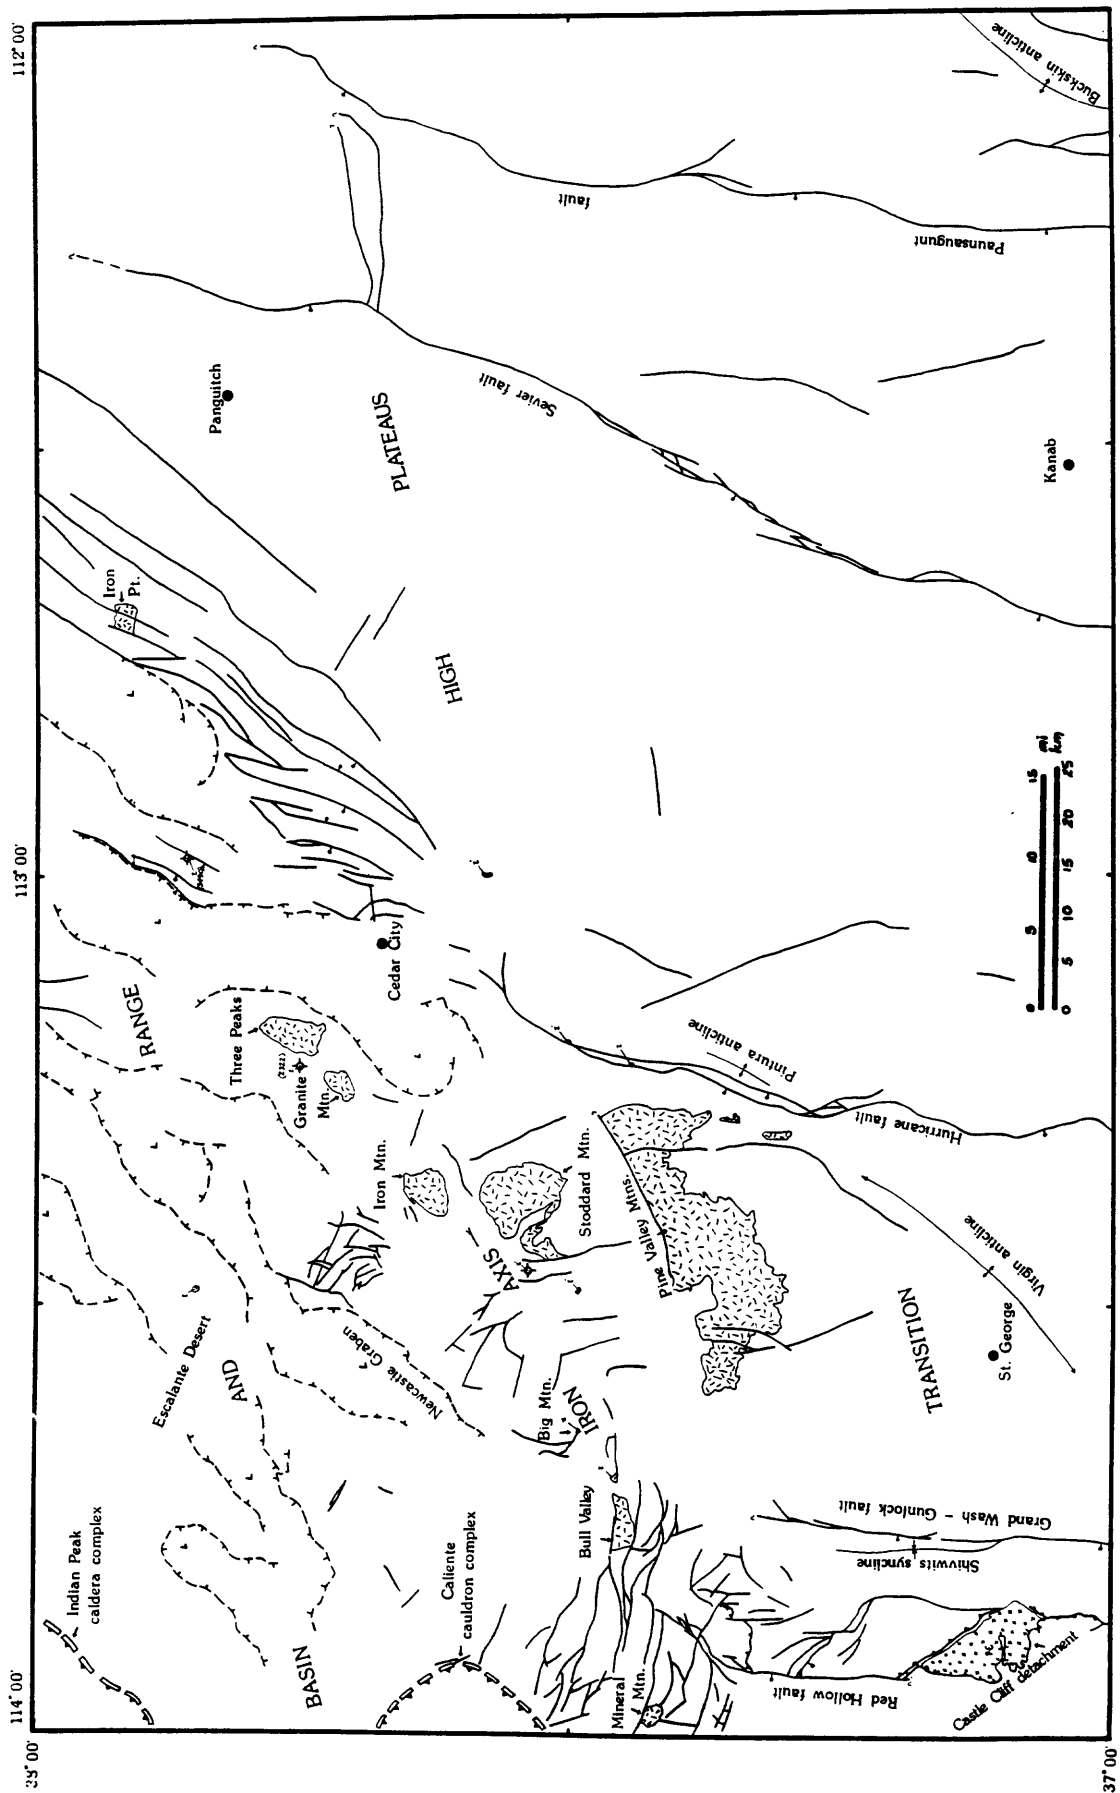 112° 00'
113° 00'
114° 00'
37° 00'
Buckskin anticline
Paunsaugunt
fault
Sevier fault
Panguitch
PLATEAUS
HIGH
Kanab
Iron
Pt.
Cedar City
RANGE
Three Peaks
Granite
Mtn.
Iron Mtn.
Stoddard Mtn.
Pine Valley Mtns.
Pintura anticline
Hurricane fault
Virgin anticline
St. George
TRANSITION
AXIS
IRON
Big Mtn.
Newcastle Graben
Escalante Desert
AND
BASIN
Indian Peak
caldera complex
Caliente
cauldron complex
Bull Valley
Mineral
Mtn.
Grand Wash - Gunlock fault
Shivwits syncline
Red Hollow fault
Castle Cliff detachment
0 5 10 15 mi
0 5 10 15 20 25 km